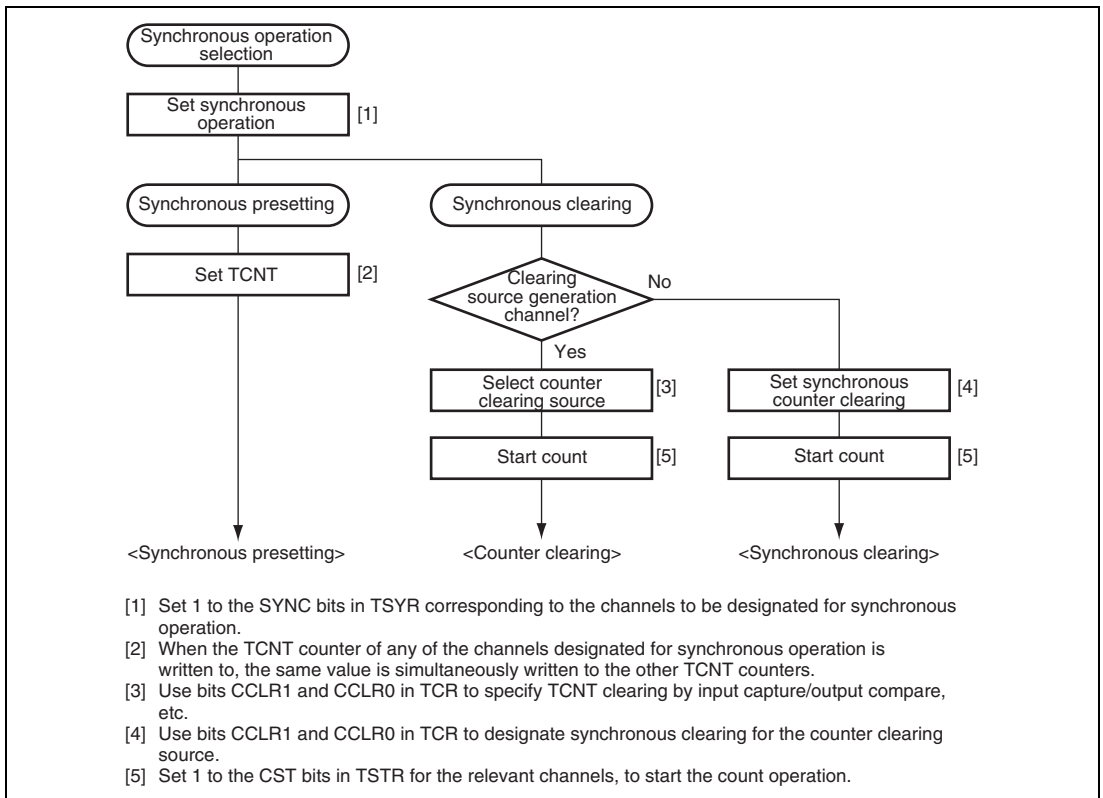 Synchronous operation
selection
Set synchronous
operation
[1]
Synchronous presetting
Synchronous clearing
Set TCNT
[2]
Clearing
source generation
channel?
No
Yes
Select counter
clearing source
[3]
Set synchronous
counter clearing
[4]
Start count
[5]
Start count
[5]
<Synchronous presetting>
<Counter clearing>
<Synchronous clearing>
[1] Set 1 to the SYNC bits in TSYR corresponding to the channels to be designated for synchronous
operation.
[2] When the TCNT counter of any of the channels designated for synchronous operation is
written to, the same value is simultaneously written to the other TCNT counters.
[3] Use bits CCLR1 and CCLR0 in TCR to specify TCNT clearing by input capture/output compare,
etc.
[4] Use bits CCLR1 and CCLR0 in TCR to designate synchronous clearing for the counter clearing
source.
[5] Set 1 to the CST bits in TSTR for the relevant channels, to start the count operation.